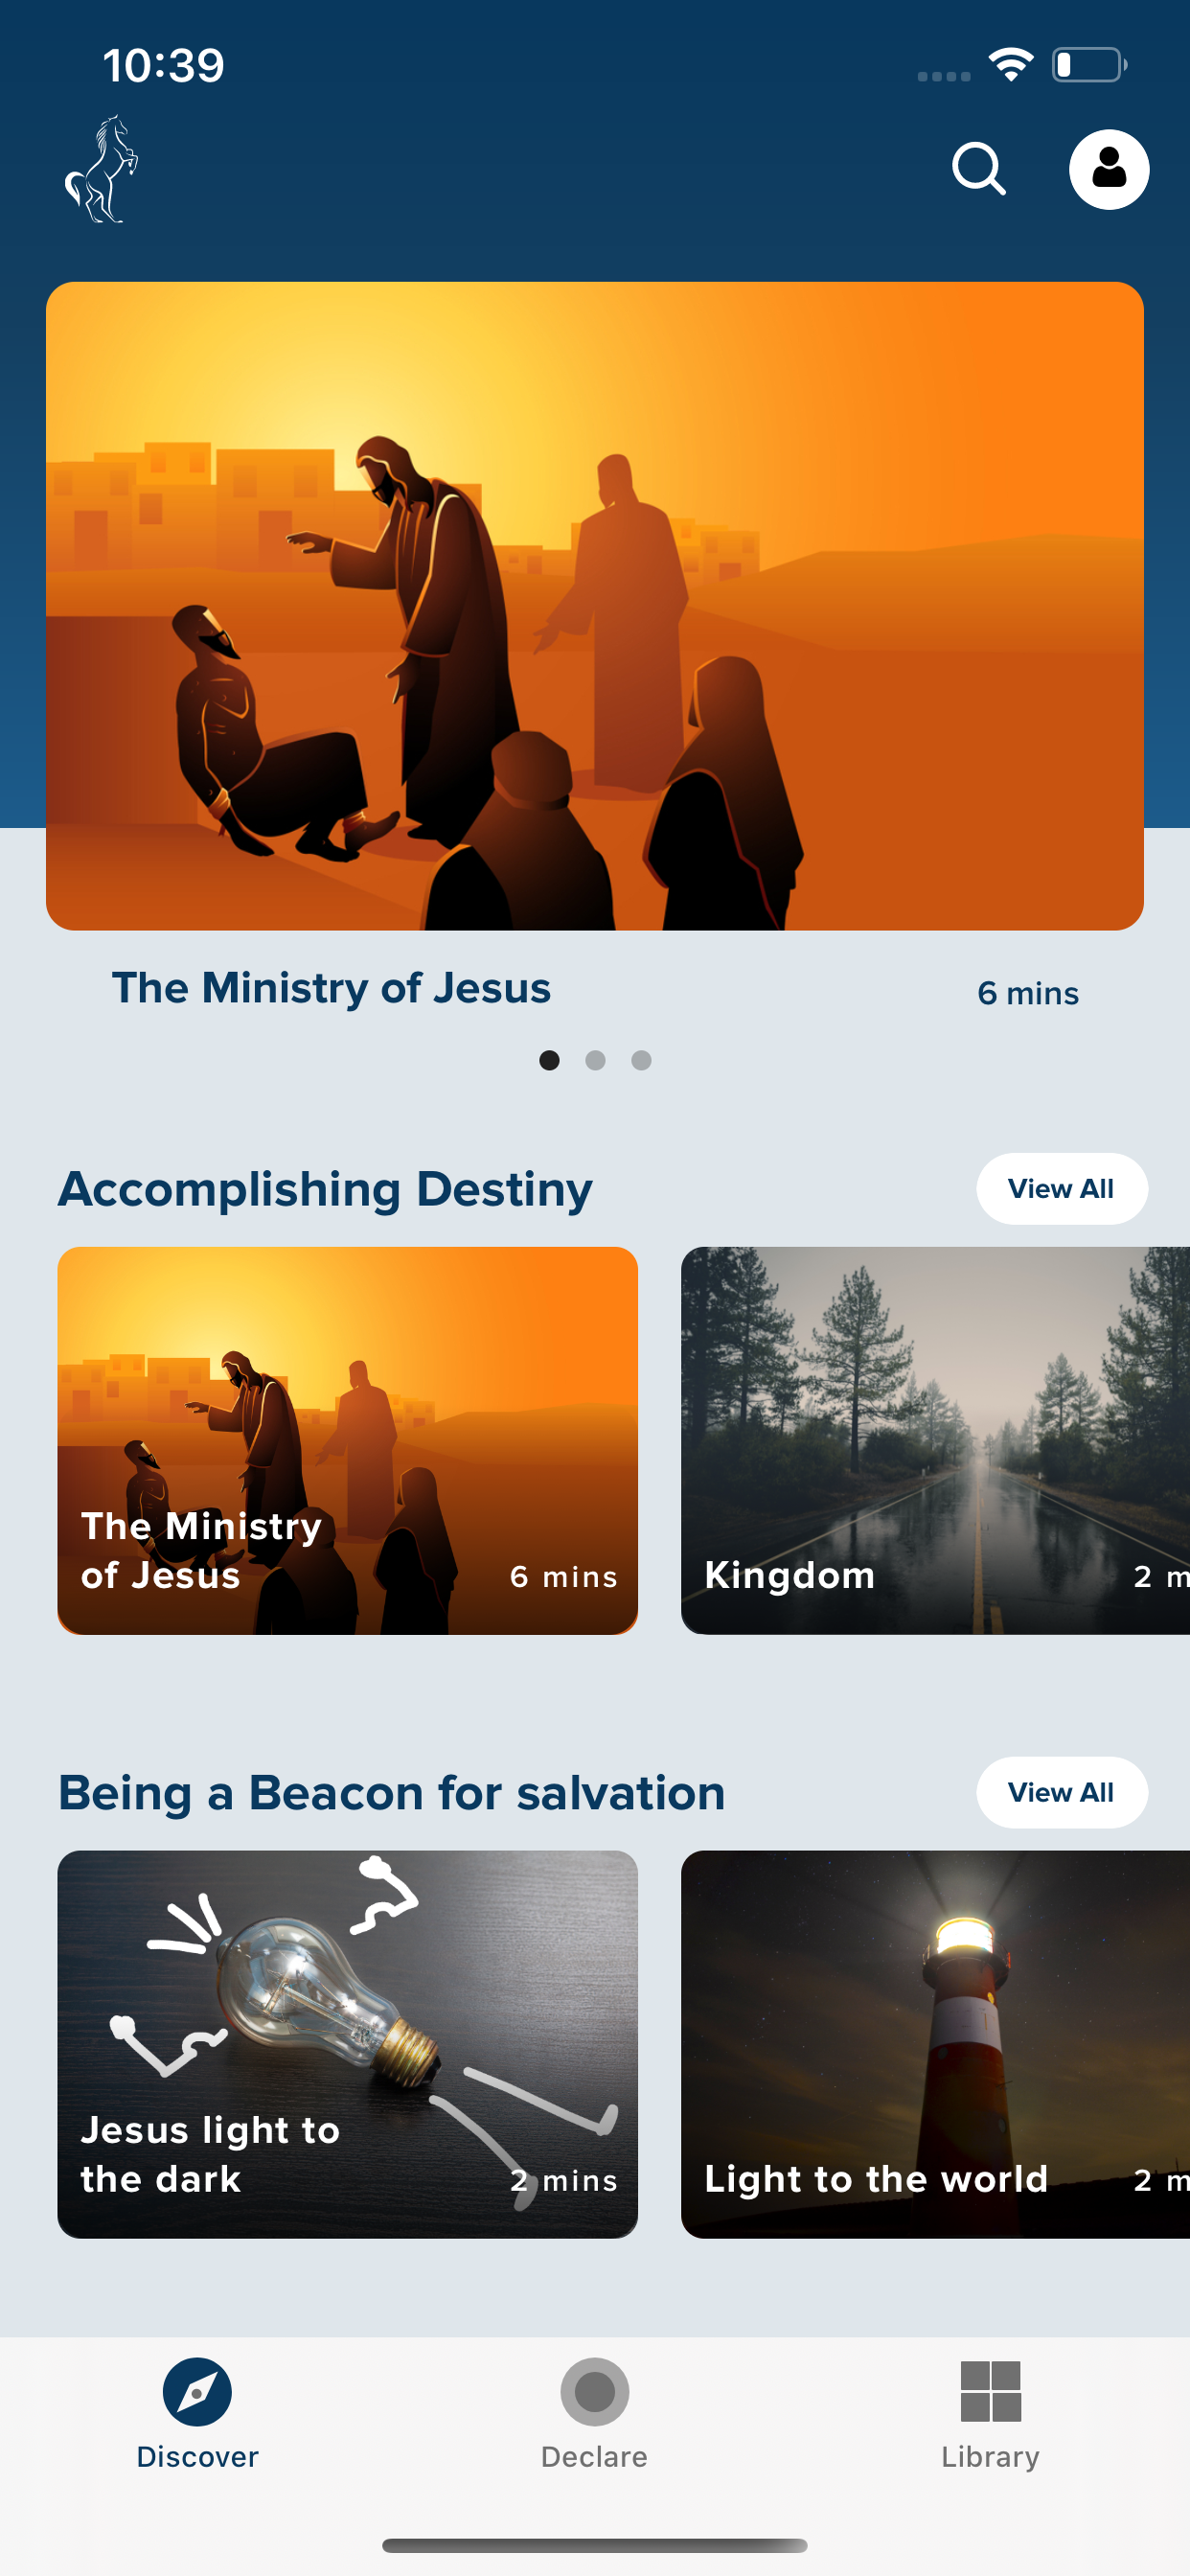 10:39
The Ministry of Jesus
6 mins
Accomplishing Destiny
View All
The Ministry
of Jesus
6 mins
Kingdom
2 m
Being a Beacon for salvation
View All
Jesus light to
the dark
2 mins
Light to the world
2 m
Discover
Declare
Library